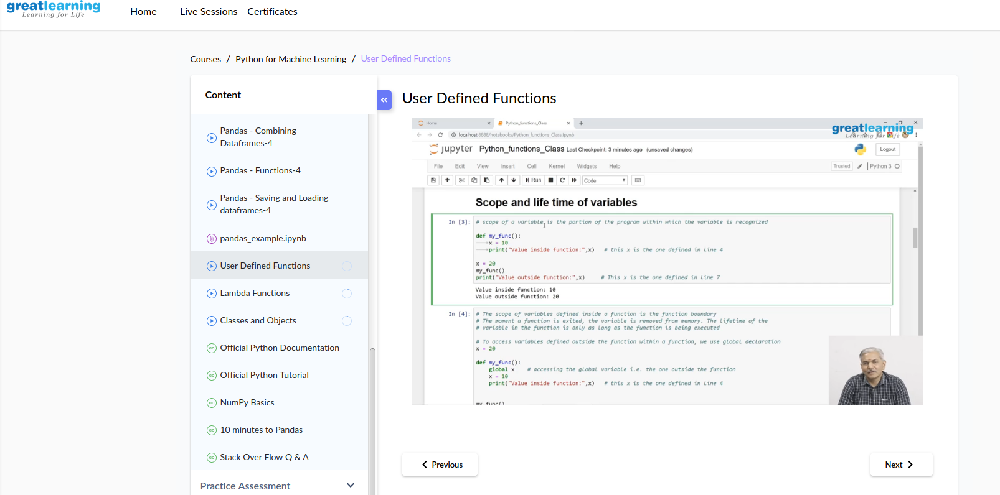 greatlearning
Learning for Life
Home
Live Sessions
Certificates
Courses / Python for Machine Learning / User Defined Functions
Content
Pandas - Combining
Dataframes-4
Pandas - Functions-4
Pandas - Saving and Loading
dataframes-4
pandas_example.ipynb
User Defined Functions
Lambda Functions
Classes and Objects
Official Python Documentation
Official Python Tutorial
NumPy Basics
10 minutes to Pandas
Stack Over Flow Q & A
Practice Assessment
«
User Defined Functions
Home
Python_functions_Class
localhost:8888/notebooks/Python_functions_Class.ipynb
greatlearning
Learning for Life
jupyter Python_functions_Class Last Checkpoint: 3 minutes ago (unsaved changes)
Logout
File Edit View Insert Cell Kernel Widgets Help
Trusted
Python 3
Run
Code
Scope and life time of variables
In [3]: # scope of a variable is the portion of the program within which the variable is recognized
def my_func():
x = 10
print("Value inside function:",x) # this x is the one defined in line 4
x = 20
my_func()
print("Value outside function:",x) # This x is the one defined in line 7
Value inside function: 10
Value outside function: 20
In [4]: # The scope of variables defined inside a function is the function boundary
# The moment a function is exited, the variable is removed from memory. The lifetime of the
# variable in the function is only as long as the function is being executed
# To access variables defined outside the function within a function, we use global declaration
x = 20
def my_func():
global x # accessing the global variable i.e. the one outside the function
x = 10
print("Value inside function:",x) # this x is the one defined in line 4
my_func()
Previous
Next